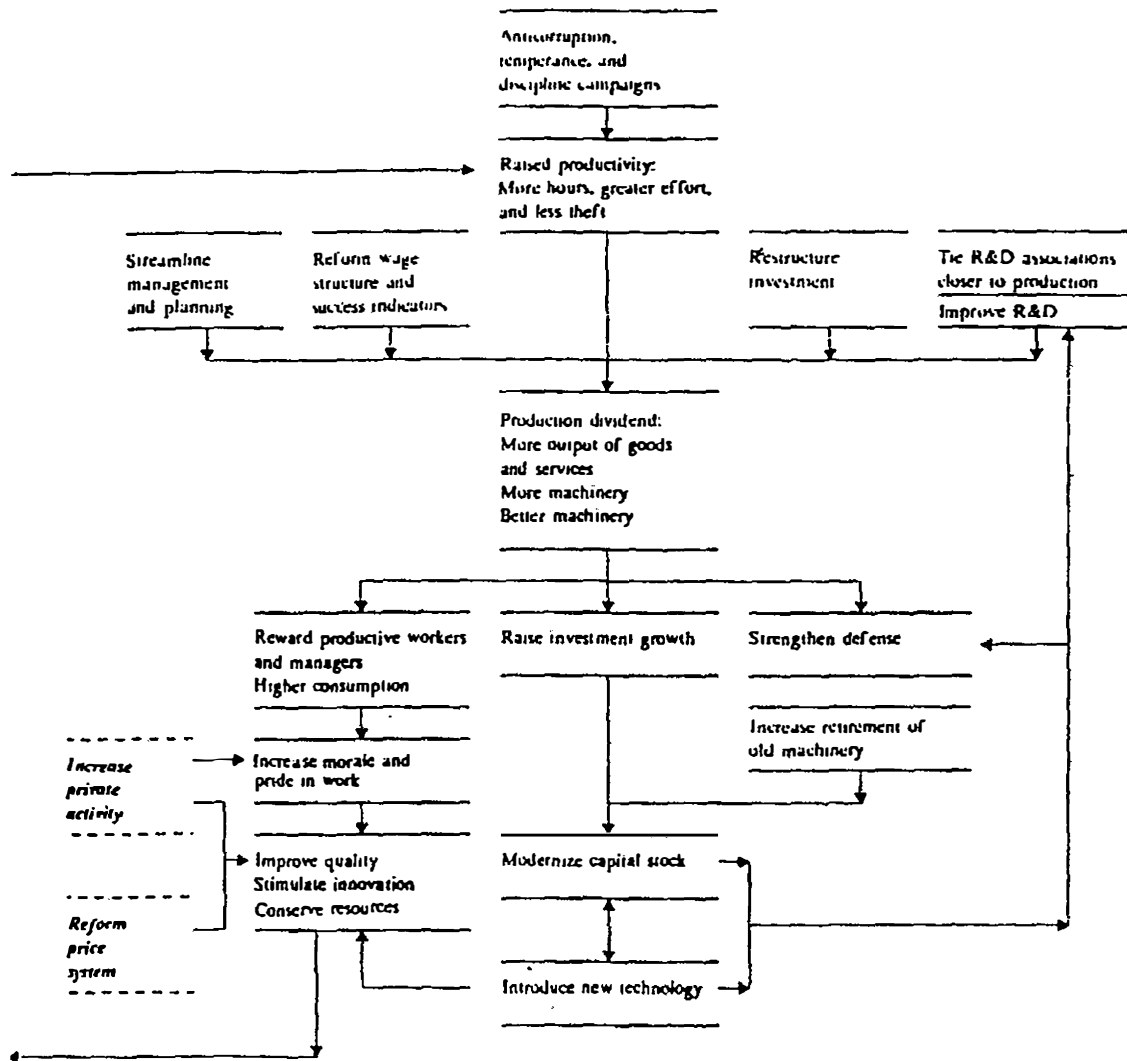 Anticorruption,
temperance, and
discipline campaigns
Raised productivity:
More hours, greater effort,
and less theft
Streamline
management
and planning
Reform wage
structure and
success indicators
Restructure
investment
Tie R&D associations
closer to production
Improve R&D
Production dividend:
More output of goods
and services
More machinery
Better machinery
Reward productive workers
and managers
Higher consumption
Raise investment growth
Strengthen defense
Increase retirement of
old machinery
Increase
private
activity
Increase morale and
pride in work
Improve quality
Stimulate innovation
Conserve resources
Modernize capital stock
Reform
price
system
Introduce new technology